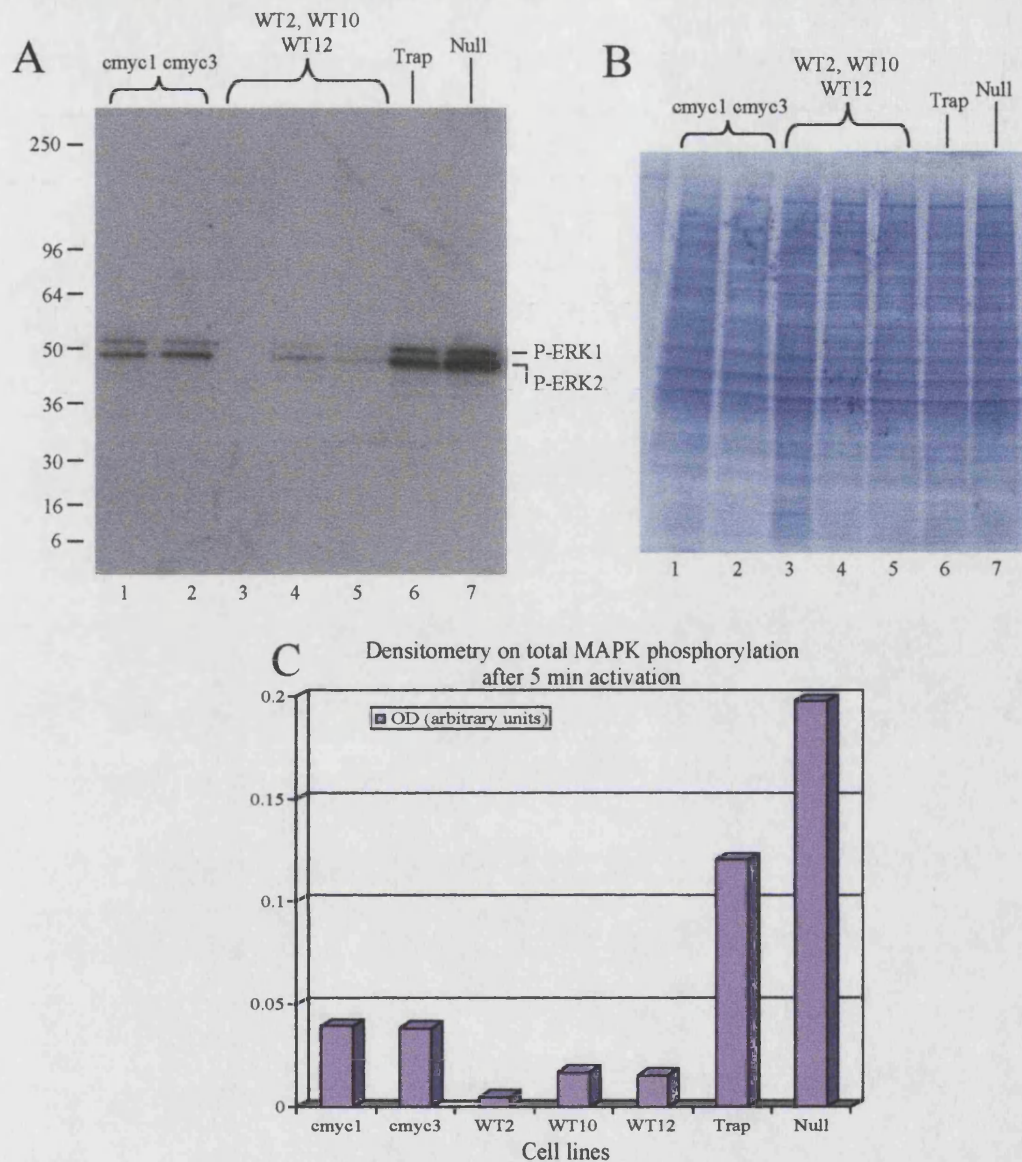 A
cmyc1 cmyc3
WT2, WT10
WT12
Trap
Null
250
96
64
50
36
30
16
6
P-ERK1
P-ERK2
1 2 3 4 5 6 7
B
cmyc1 cmyc3
WT2, WT10
WT12
Trap
Null
1 2 3 4 5 6 7
C
Densitometry on total MAPK phosphorylation
after 5 min activation
OD (arbitrary units)
0.2
0.15
0.1
0.05
0
cmyc1 cmyc3 WT2 WT10 WT12 Trap Null
Cell lines